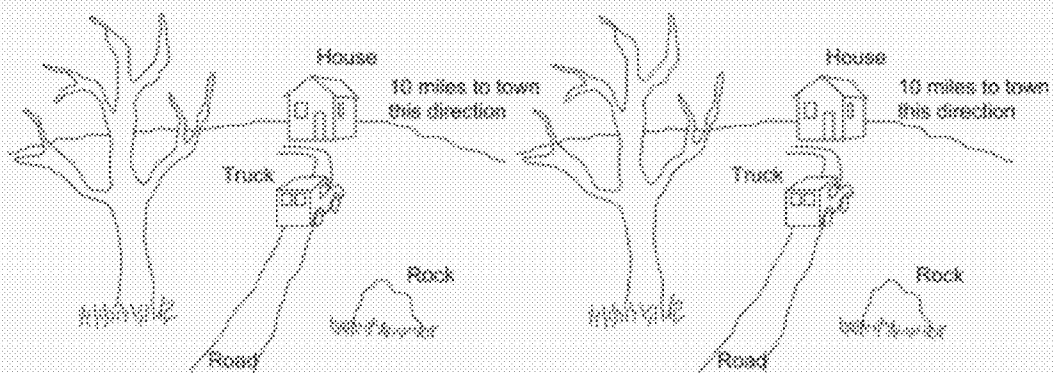 House
10 miles to town
this direction
Truck
Rock
Road
House
10 miles to town
this direction
Truck
Rock
Road